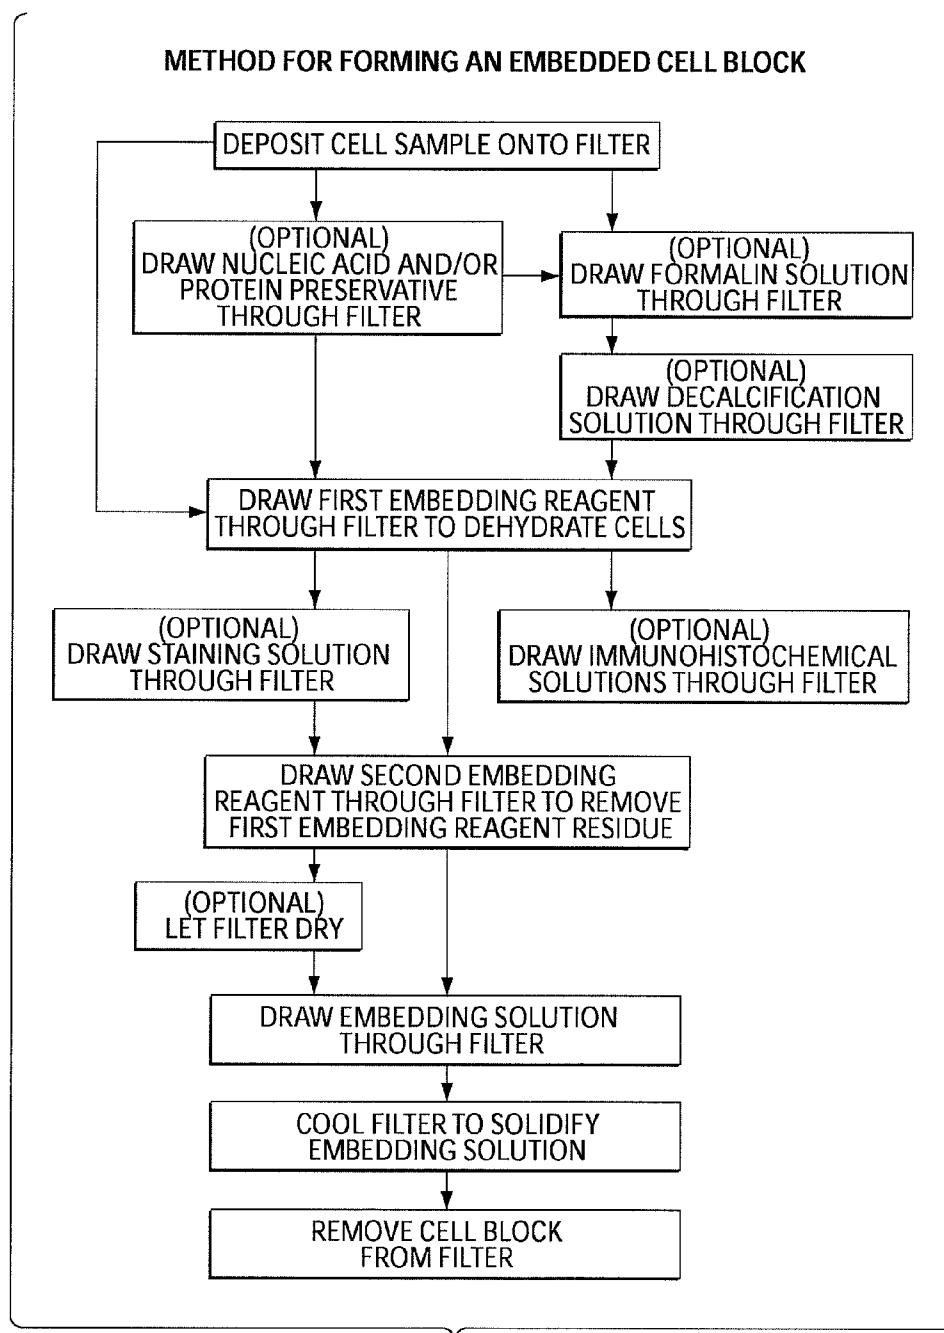 METHOD FOR FORMING AN EMBEDDED CELL BLOCK
DEPOSIT CELL SAMPLE ONTO FILTER
(OPTIONAL)
DRAW NUCLEIC ACID AND/OR
PROTEIN PRESERVATIVE
THROUGH FILTER
(OPTIONAL)
DRAW FORMALIN SOLUTION
THROUGH FILTER
(OPTIONAL)
DRAW DECALCIFICATION
SOLUTION THROUGH FILTER
DRAW FIRST EMBEDDING REAGENT
THROUGH FILTER TO DEHYDRATE CELLS
(OPTIONAL)
DRAW STAINING SOLUTION
THROUGH FILTER
(OPTIONAL)
DRAW IMMUNOHISTOCHEMICAL
SOLUTIONS THROUGH FILTER
DRAW SECOND EMBEDDING
REAGENT THROUGH FILTER TO REMOVE
FIRST EMBEDDING REAGENT RESIDUE
(OPTIONAL)
LET FILTER DRY
DRAW EMBEDDING SOLUTION
THROUGH FILTER
COOL FILTER TO SOLIDIFY
EMBEDDING SOLUTION
REMOVE CELL BLOCK
FROM FILTER